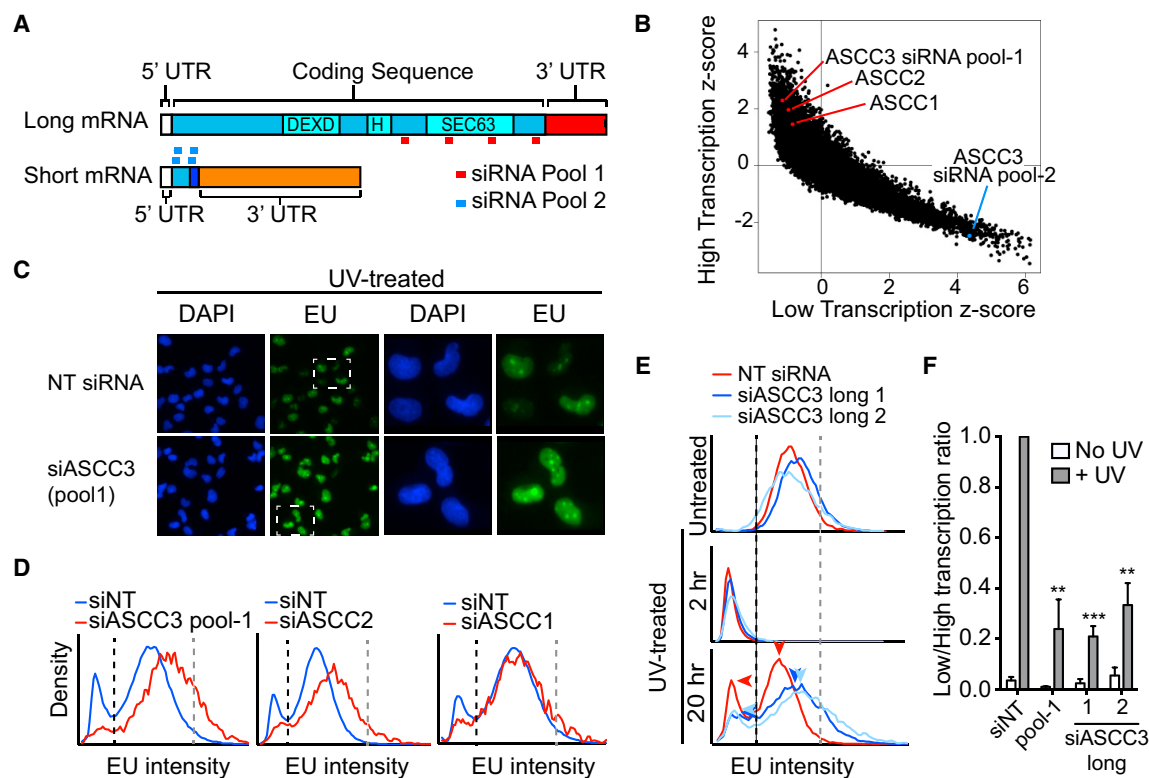 A
5’ UTR
Coding Sequence
3’ UTR
Long mRNA
DEXD
H
SEC63
Short mRNA
siRNA Pool 1
siRNA Pool 2
5’ UTR
3’ UTR
B
High Transcription z-score
4
2
0
-2
ASCC3 siRNA pool-1
ASCC2
ASCC1
ASCC3
siRNA pool-2
0
2
4
6
Low Transcription z-score
C
UV-treated
DAPI
EU
DAPI
EU
NT siRNA
siASCC3
(pool1)
D
siNT
siASCC3 pool-1
siNT
siASCC2
siNT
siASCC1
Density
EU intensity
EU intensity
EU intensity
E
NT siRNA
siASCC3 long 1
siASCC3 long 2
Untreated
UV-treated
2 hr
20 hr
EU intensity
F
Low/High transcription ratio
1.0
0.8
0.6
0.4
0.2
0.0
No UV
+ UV
**
***
**
siNT
pool-1
1
2
siASCC3
long